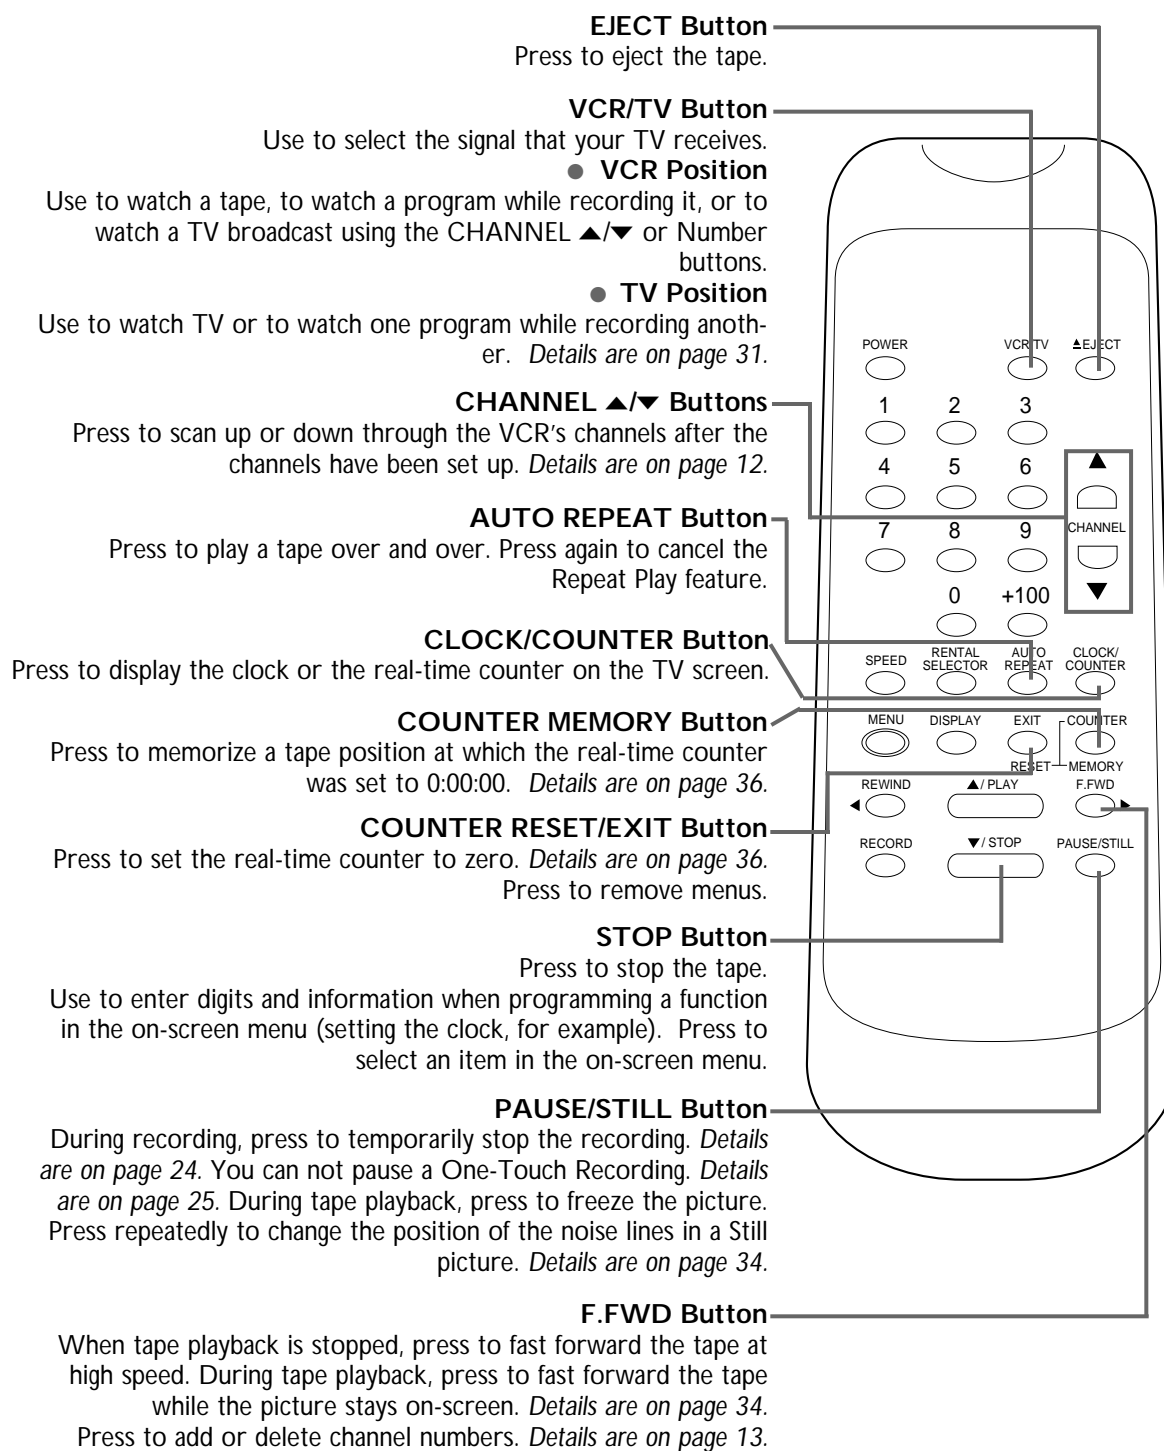 EJECT Button
Press to eject the tape.
VCR/TV Button
Use to select the signal that your TV receives.
● VCR Position
Use to watch a tape, to watch a program while recording it, or to
watch a TV broadcast using the CHANNEL ▲/▼ or Number
buttons.
● TV Position
Use to watch TV or to watch one program while recording anoth-
er. Details are on page 31.
CHANNEL ▲/▼ Buttons
Press to scan up or down through the VCR's channels after the
channels have been set up. Details are on page 12.
AUTO REPEAT Button
Press to play a tape over and over. Press again to cancel the
Repeat Play feature.
CLOCK/COUNTER Button
Press to display the clock or the real-time counter on the TV screen.
COUNTER MEMORY Button
Press to memorize a tape position at which the real-time counter
was set to 0:00:00. Details are on page 36.
COUNTER RESET/EXIT Button
Press to set the real-time counter to zero. Details are on page 36.
Press to remove menus.
STOP Button
Press to stop the tape.
Use to enter digits and information when programming a function
in the on-screen menu (setting the clock, for example). Press to
select an item in the on-screen menu.
PAUSE/STILL Button
During recording, press to temporarily stop the recording. Details
are on page 24. You can not pause a One-Touch Recording. Details
are on page 25. During tape playback, press to freeze the picture.
Press repeatedly to change the position of the noise lines in a Still
picture. Details are on page 34.
F.FWD Button
When tape playback is stopped, press to fast forward the tape at
high speed. During tape playback, press to fast forward the tape
while the picture stays on-screen. Details are on page 34.
Press to add or delete channel numbers. Details are on page 13.
POWER VCR/TV ▲EJECT
1 2 3
4 5 6 ▲
7 8 9 CHANNEL
0 +100 ▼
SPEED RENTAL SELECTOR AUTO REPEAT CLOCK/ COUNTER
MENU DISPLAY EXIT COUNTER
RESET MEMORY
REWIND ▲/ PLAY F.FWD
◀ ▶
RECORD ▼/ STOP PAUSE/STILL